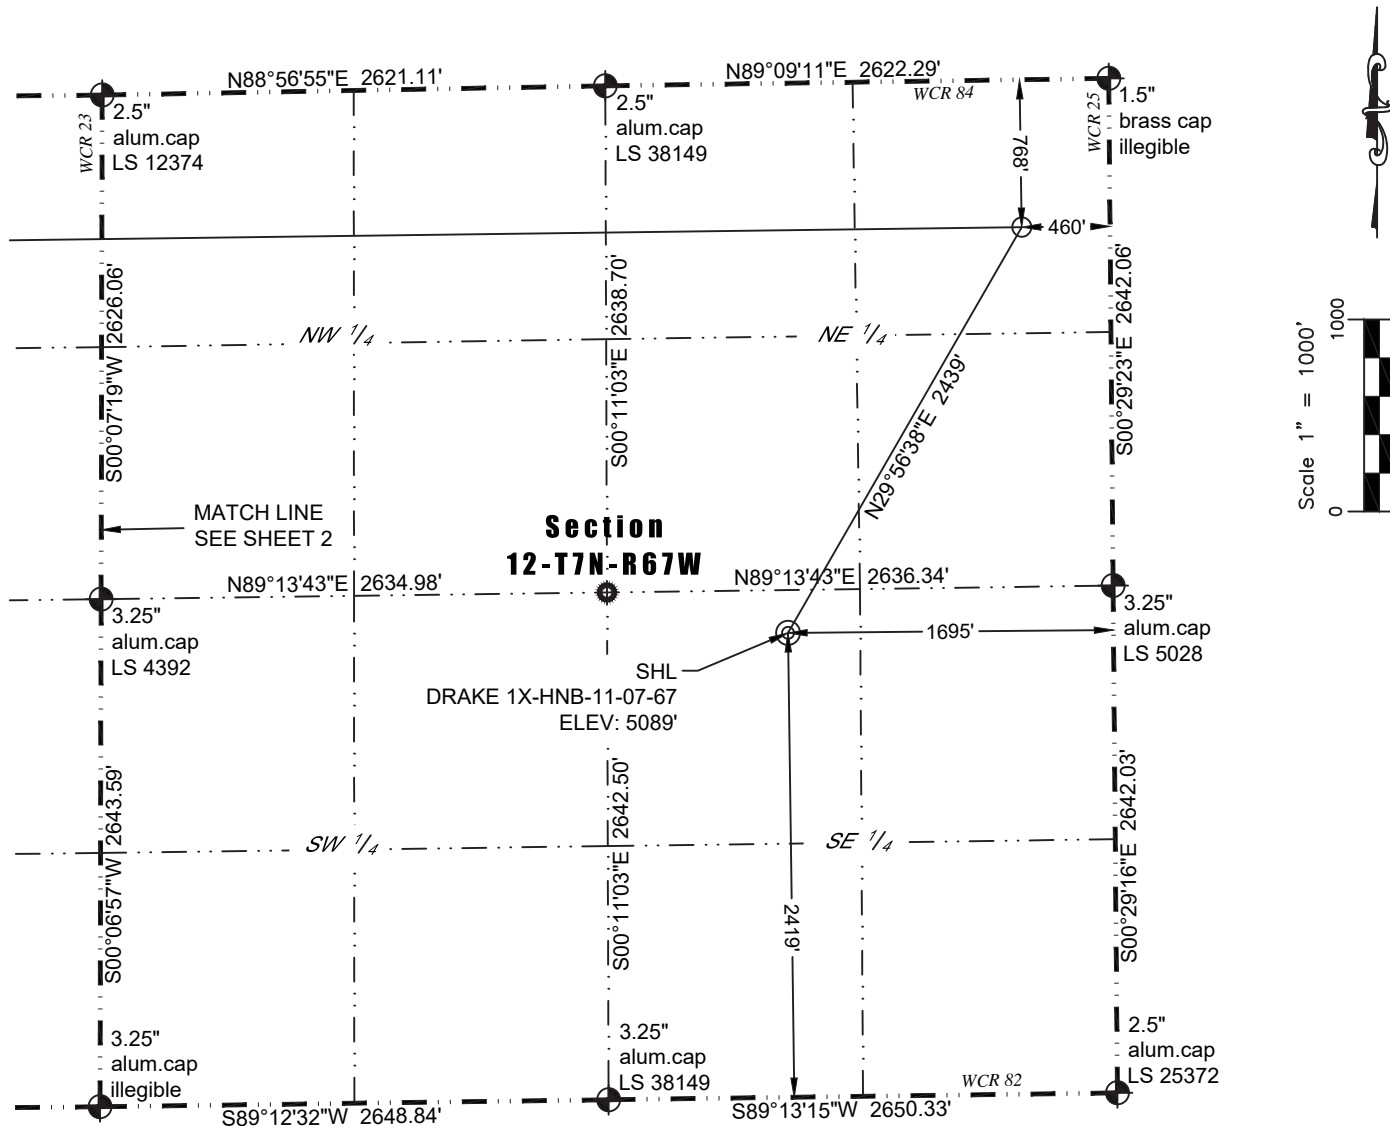 N88°56'55"E 2621.11'
N89°09'11"E 2622.29'
WCR 84
WCR 23
2.5"
alum.cap
LS 12374
2.5"
alum.cap
LS 38149
WCR 25
1.5"
brass cap
illegible
768'
460'
S00°07'19"W 2626.06'
S00°11'03"E 2638.70'
S00°29'23"E 2642.06'
NW 1/4
NE 1/4
N29°56'38"E 2439'
Scale 1" = 1000'
0
1000
MATCH LINE
SEE SHEET 2
Section
12-T7N-R67W
N89°13'43"E 2634.98'
N89°13'43"E 2636.34'
3.25"
alum.cap
LS 4392
3.25"
alum.cap
LS 5028
1695'
SHL
DRAKE 1X-HNB-11-07-67
ELEV: 5089'
S00°06'57"W 2643.59'
S00°11'03"E 2642.50'
S00°29'16"E 2642.03'
SW 1/4
SE 1/4
2419'
3.25"
alum.cap
illegible
3.25"
alum.cap
LS 38149
2.5"
alum.cap
LS 25372
WCR 82
S89°12'32"W 2648.84'
S89°13'15"W 2650.33'